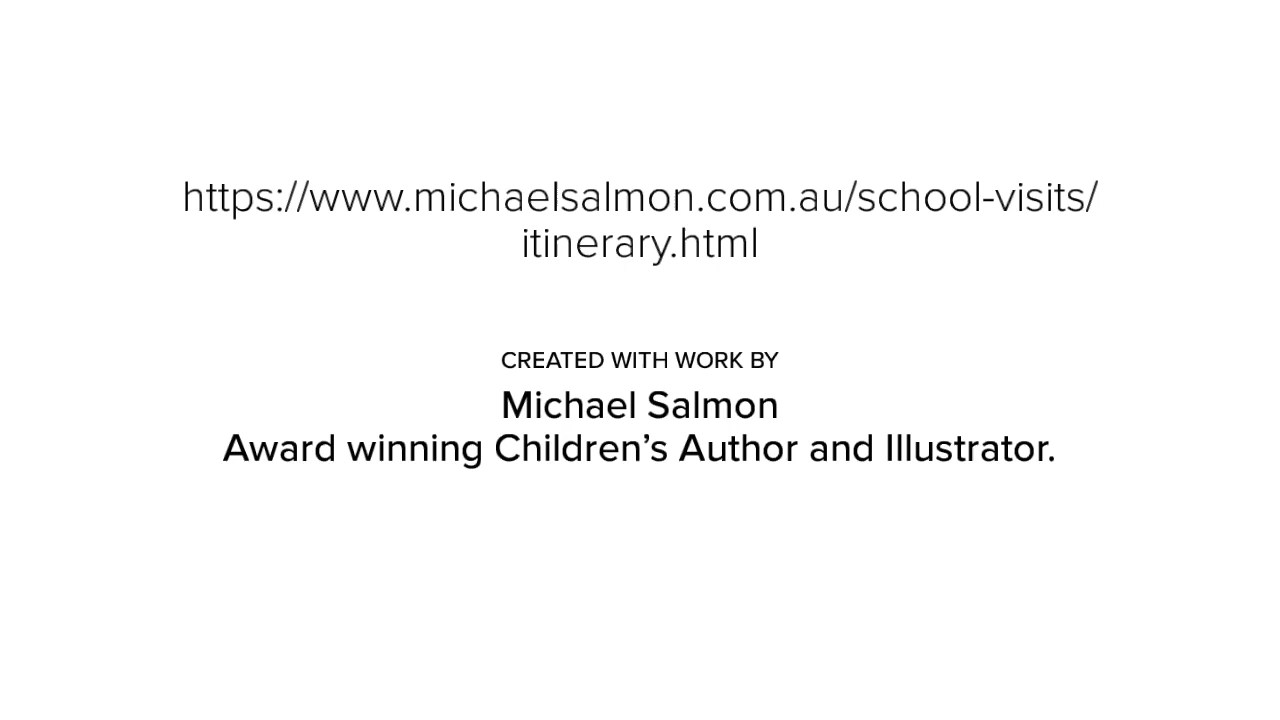 https://www.michaelsalmon.com.au/school-visits/
itinerary.html
CREATED WITH WORK BY
Michael Salmon
Award winning Children’s Author and Illustrator.